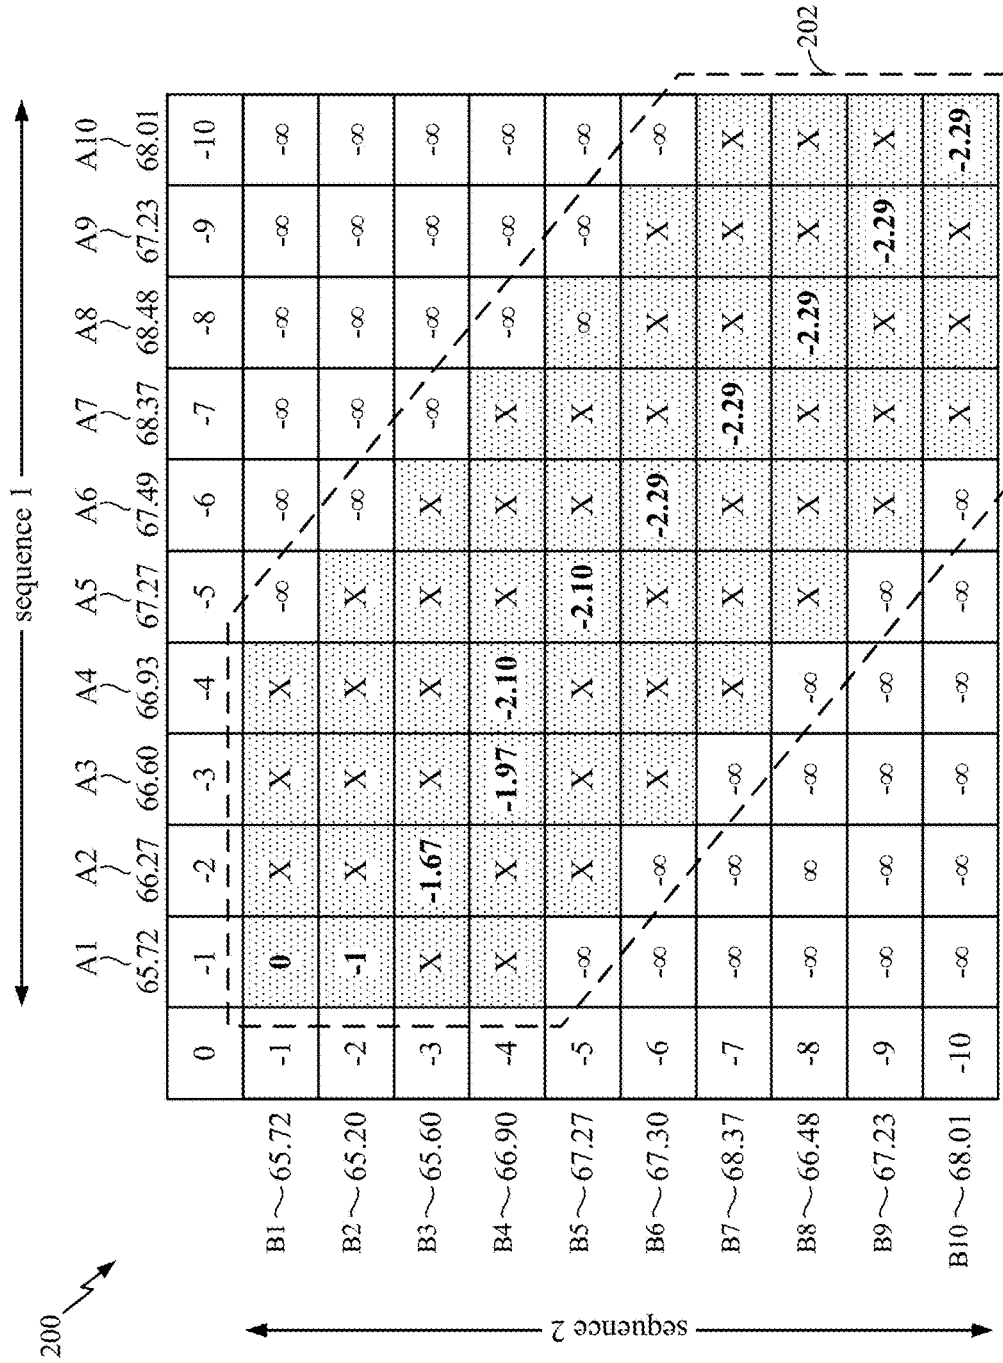 200
sequence 1
A1 A2 A3 A4 A5 A6 A7 A8 A9 A10
65.72 66.27 66.60 66.93 67.27 67.49 68.37 68.48 67.23 68.01
0 -1 -2 -3 -4 -5 -6 -7 -8 -9 -10
B1 65.72 -1 0 X X X -∞ -∞ -∞ -∞ -∞ -∞
B2 65.20 -2 -1 X X X X -∞ -∞ -∞ -∞ -∞
B3 65.60 -3 X -1.67 X X X X -∞ -∞ -∞ -∞
B4 66.90 -4 X X -1.97 -2.10 X X X -∞ -∞ -∞
B5 67.27 -5 -∞ X X X -2.10 X X ∞ -∞ -∞
B6 67.30 -6 -∞ -∞ X X X -2.29 X X X -∞
B7 68.37 -7 -∞ -∞ -∞ X X X -2.29 X X X
B8 66.48 -8 -∞ ∞ -∞ -∞ X X X -2.29 X X
B9 67.23 -9 -∞ -∞ -∞ -∞ -∞ X X X -2.29 X
B10 68.01 -10 -∞ -∞ -∞ -∞ -∞ -∞ X X X -2.29
sequence 2
202